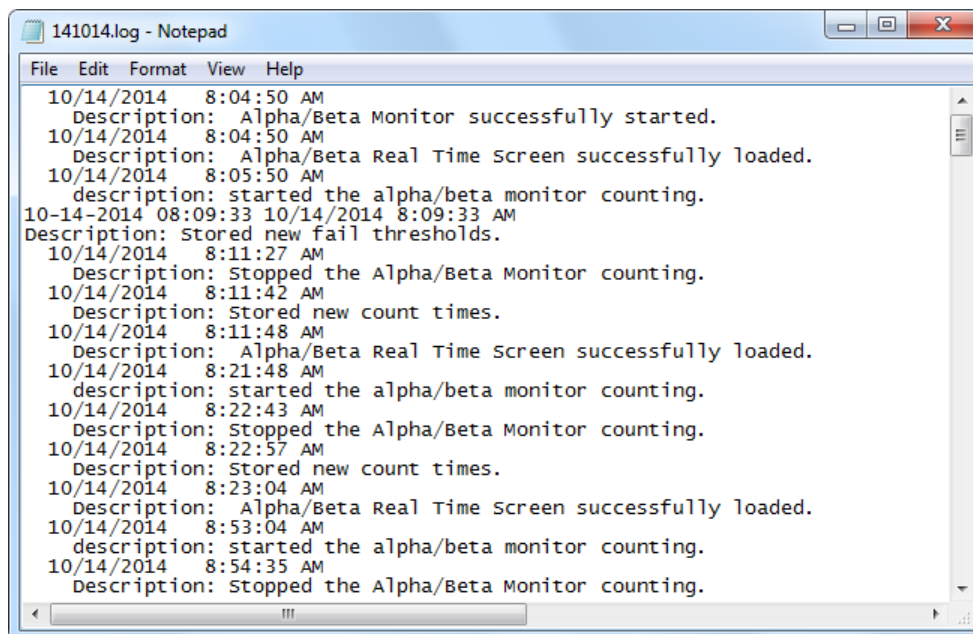 141014.log - Notepad
File Edit Format View Help
10/14/2014 8:04:50 AM
Description: Alpha/Beta Monitor successfully started.
10/14/2014 8:04:50 AM
Description: Alpha/Beta Real Time Screen successfully loaded.
10/14/2014 8:05:50 AM
description: started the alpha/beta monitor counting.
10-14-2014 08:09:33 10/14/2014 8:09:33 AM
Description: Stored new fail thresholds.
10/14/2014 8:11:27 AM
Description: Stopped the Alpha/Beta Monitor counting.
10/14/2014 8:11:42 AM
Description: Stored new count times.
10/14/2014 8:11:48 AM
Description: Alpha/Beta Real Time Screen successfully loaded.
10/14/2014 8:21:48 AM
description: started the alpha/beta monitor counting.
10/14/2014 8:22:43 AM
Description: Stopped the Alpha/Beta Monitor counting.
10/14/2014 8:22:57 AM
Description: Stored new count times.
10/14/2014 8:23:04 AM
Description: Alpha/Beta Real Time Screen successfully loaded.
10/14/2014 8:53:04 AM
description: started the alpha/beta monitor counting.
10/14/2014 8:54:35 AM
Description: Stopped the Alpha/Beta Monitor counting.